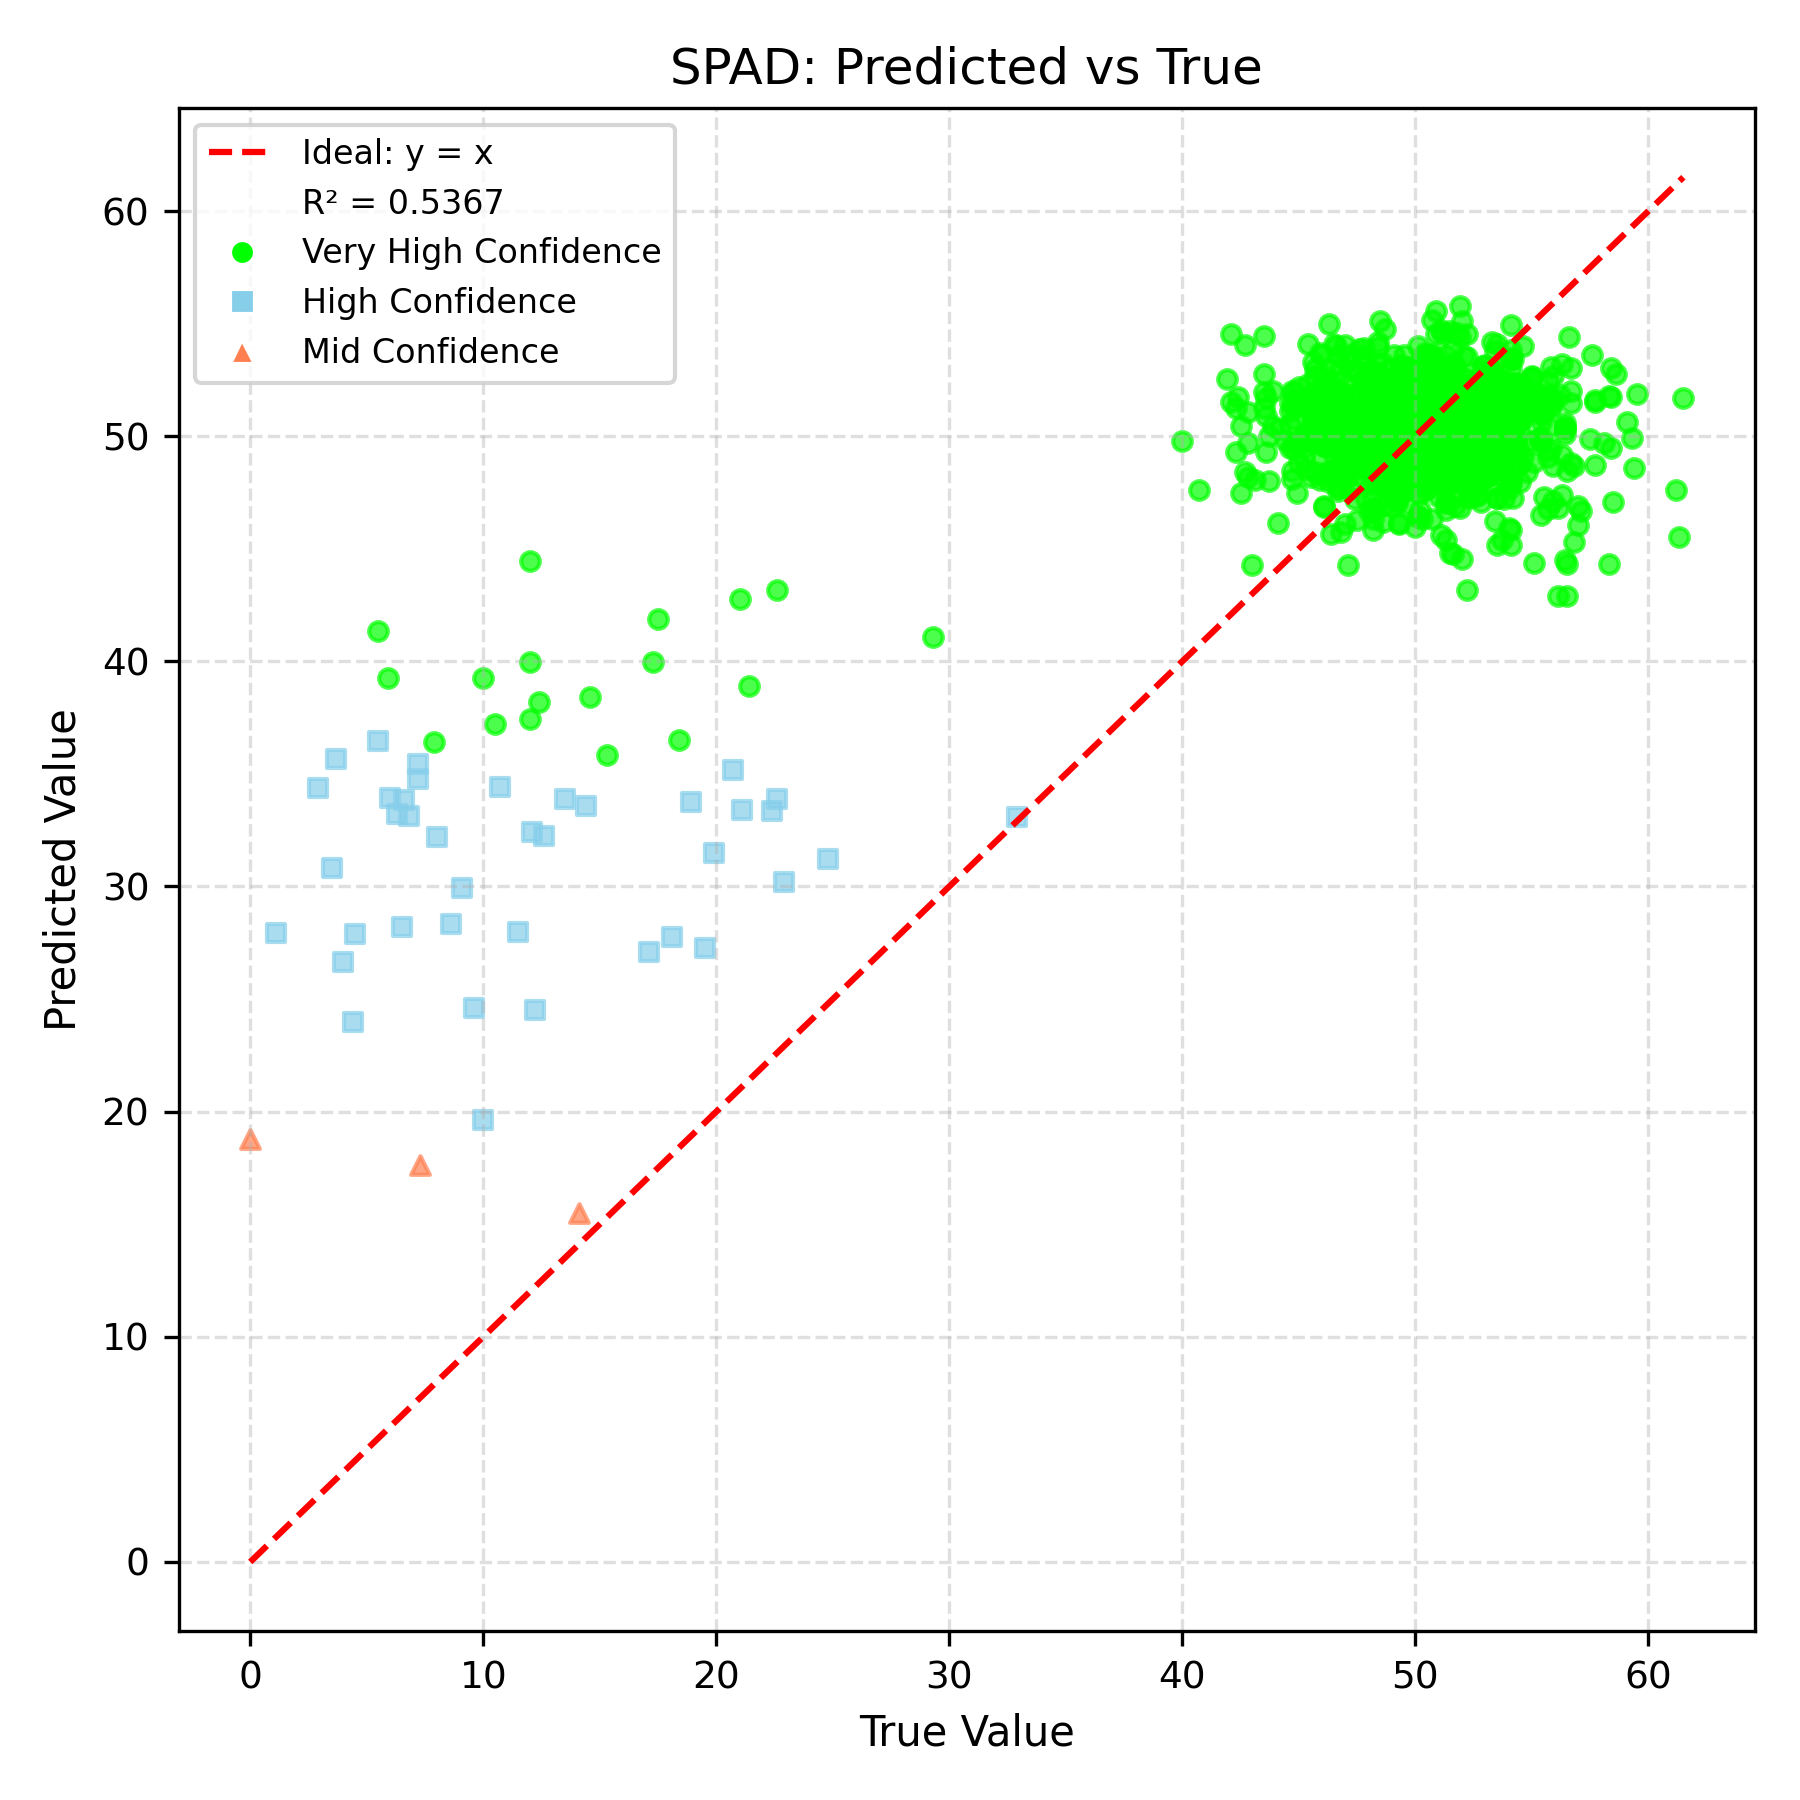 SPAD: Predicted vs True
Ideal: y = x
R² = 0.5367
Very High Confidence
High Confidence
Mid Confidence
60
50
40
30
20
10
0
Predicted Value
0 10 20 30 40 50 60
True Value